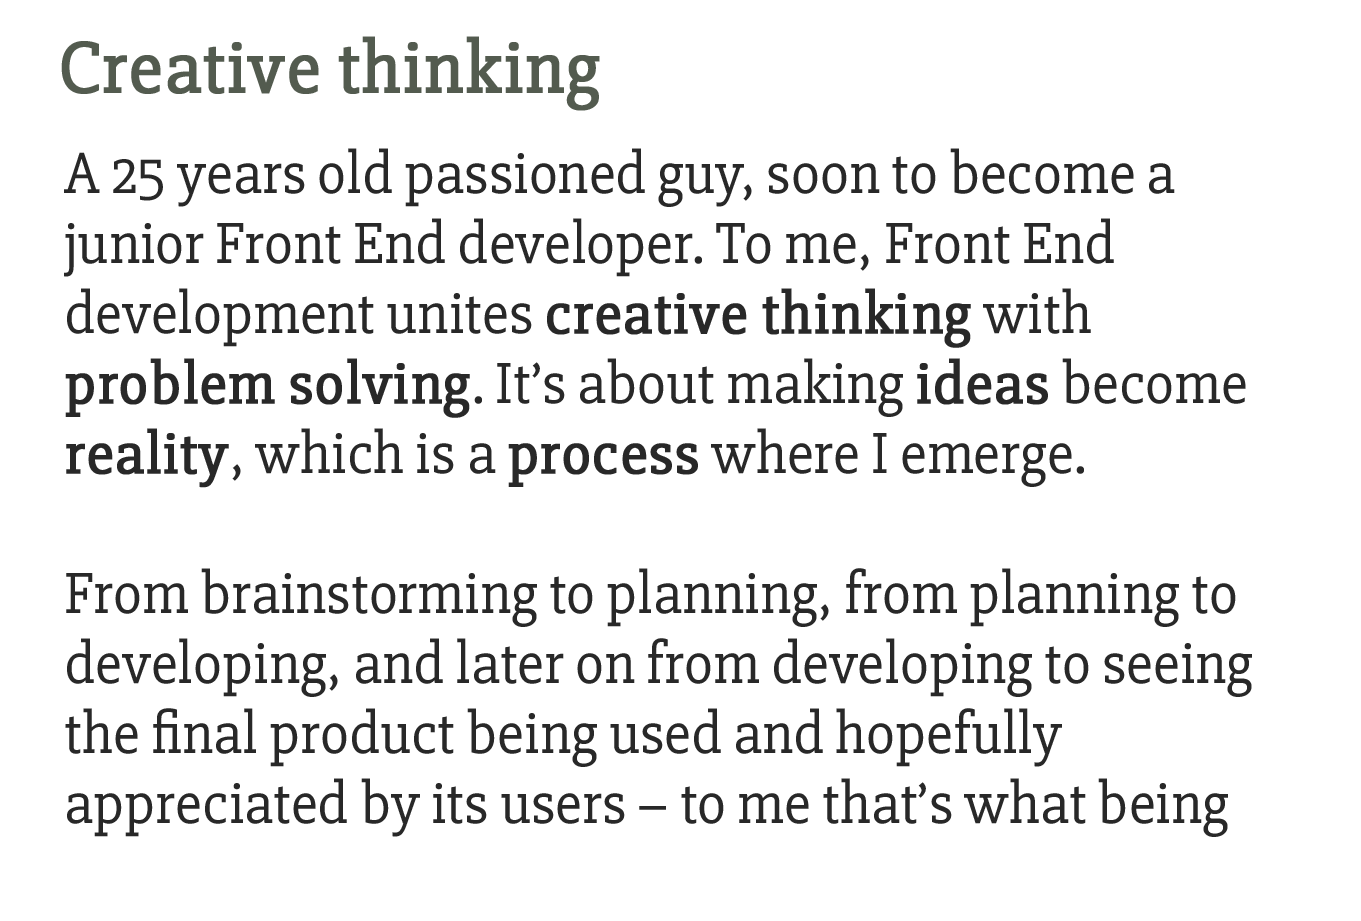 Creative thinking
A 25 years old passioned guy, soon to become a
junior Front End developer. To me, Front End
development unites creative thinking with
problem solving. It’s about making ideas become
reality, which is a process where I emerge.
From brainstorming to planning, from planning to
developing, and later on from developing to seeing
the final product being used and hopefully
appreciated by its users – to me that’s what being